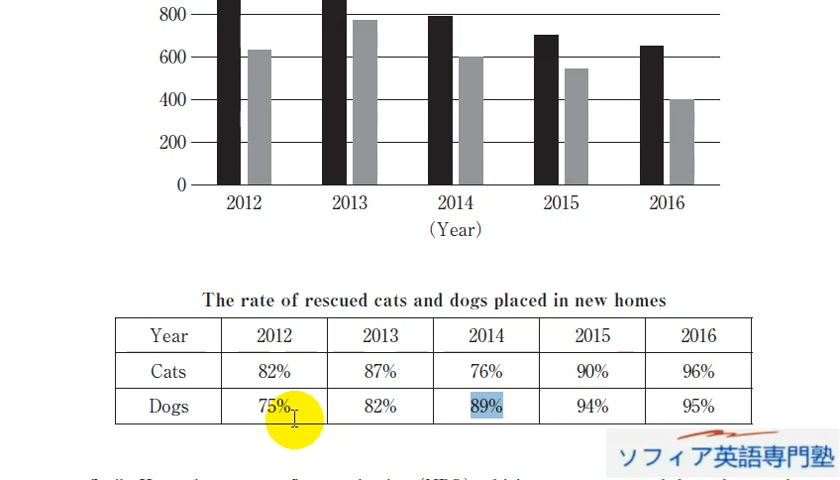 800
600
400
200
0
2012 2013 2014 2015 2016
(Year)
The rate of rescued cats and dogs placed in new homes
Year 2012 2013 2014 2015 2016
Cats 82% 87% 76% 90% 96%
Dogs 75% 82% 89% 94% 95%
ソフィア英語専門塾